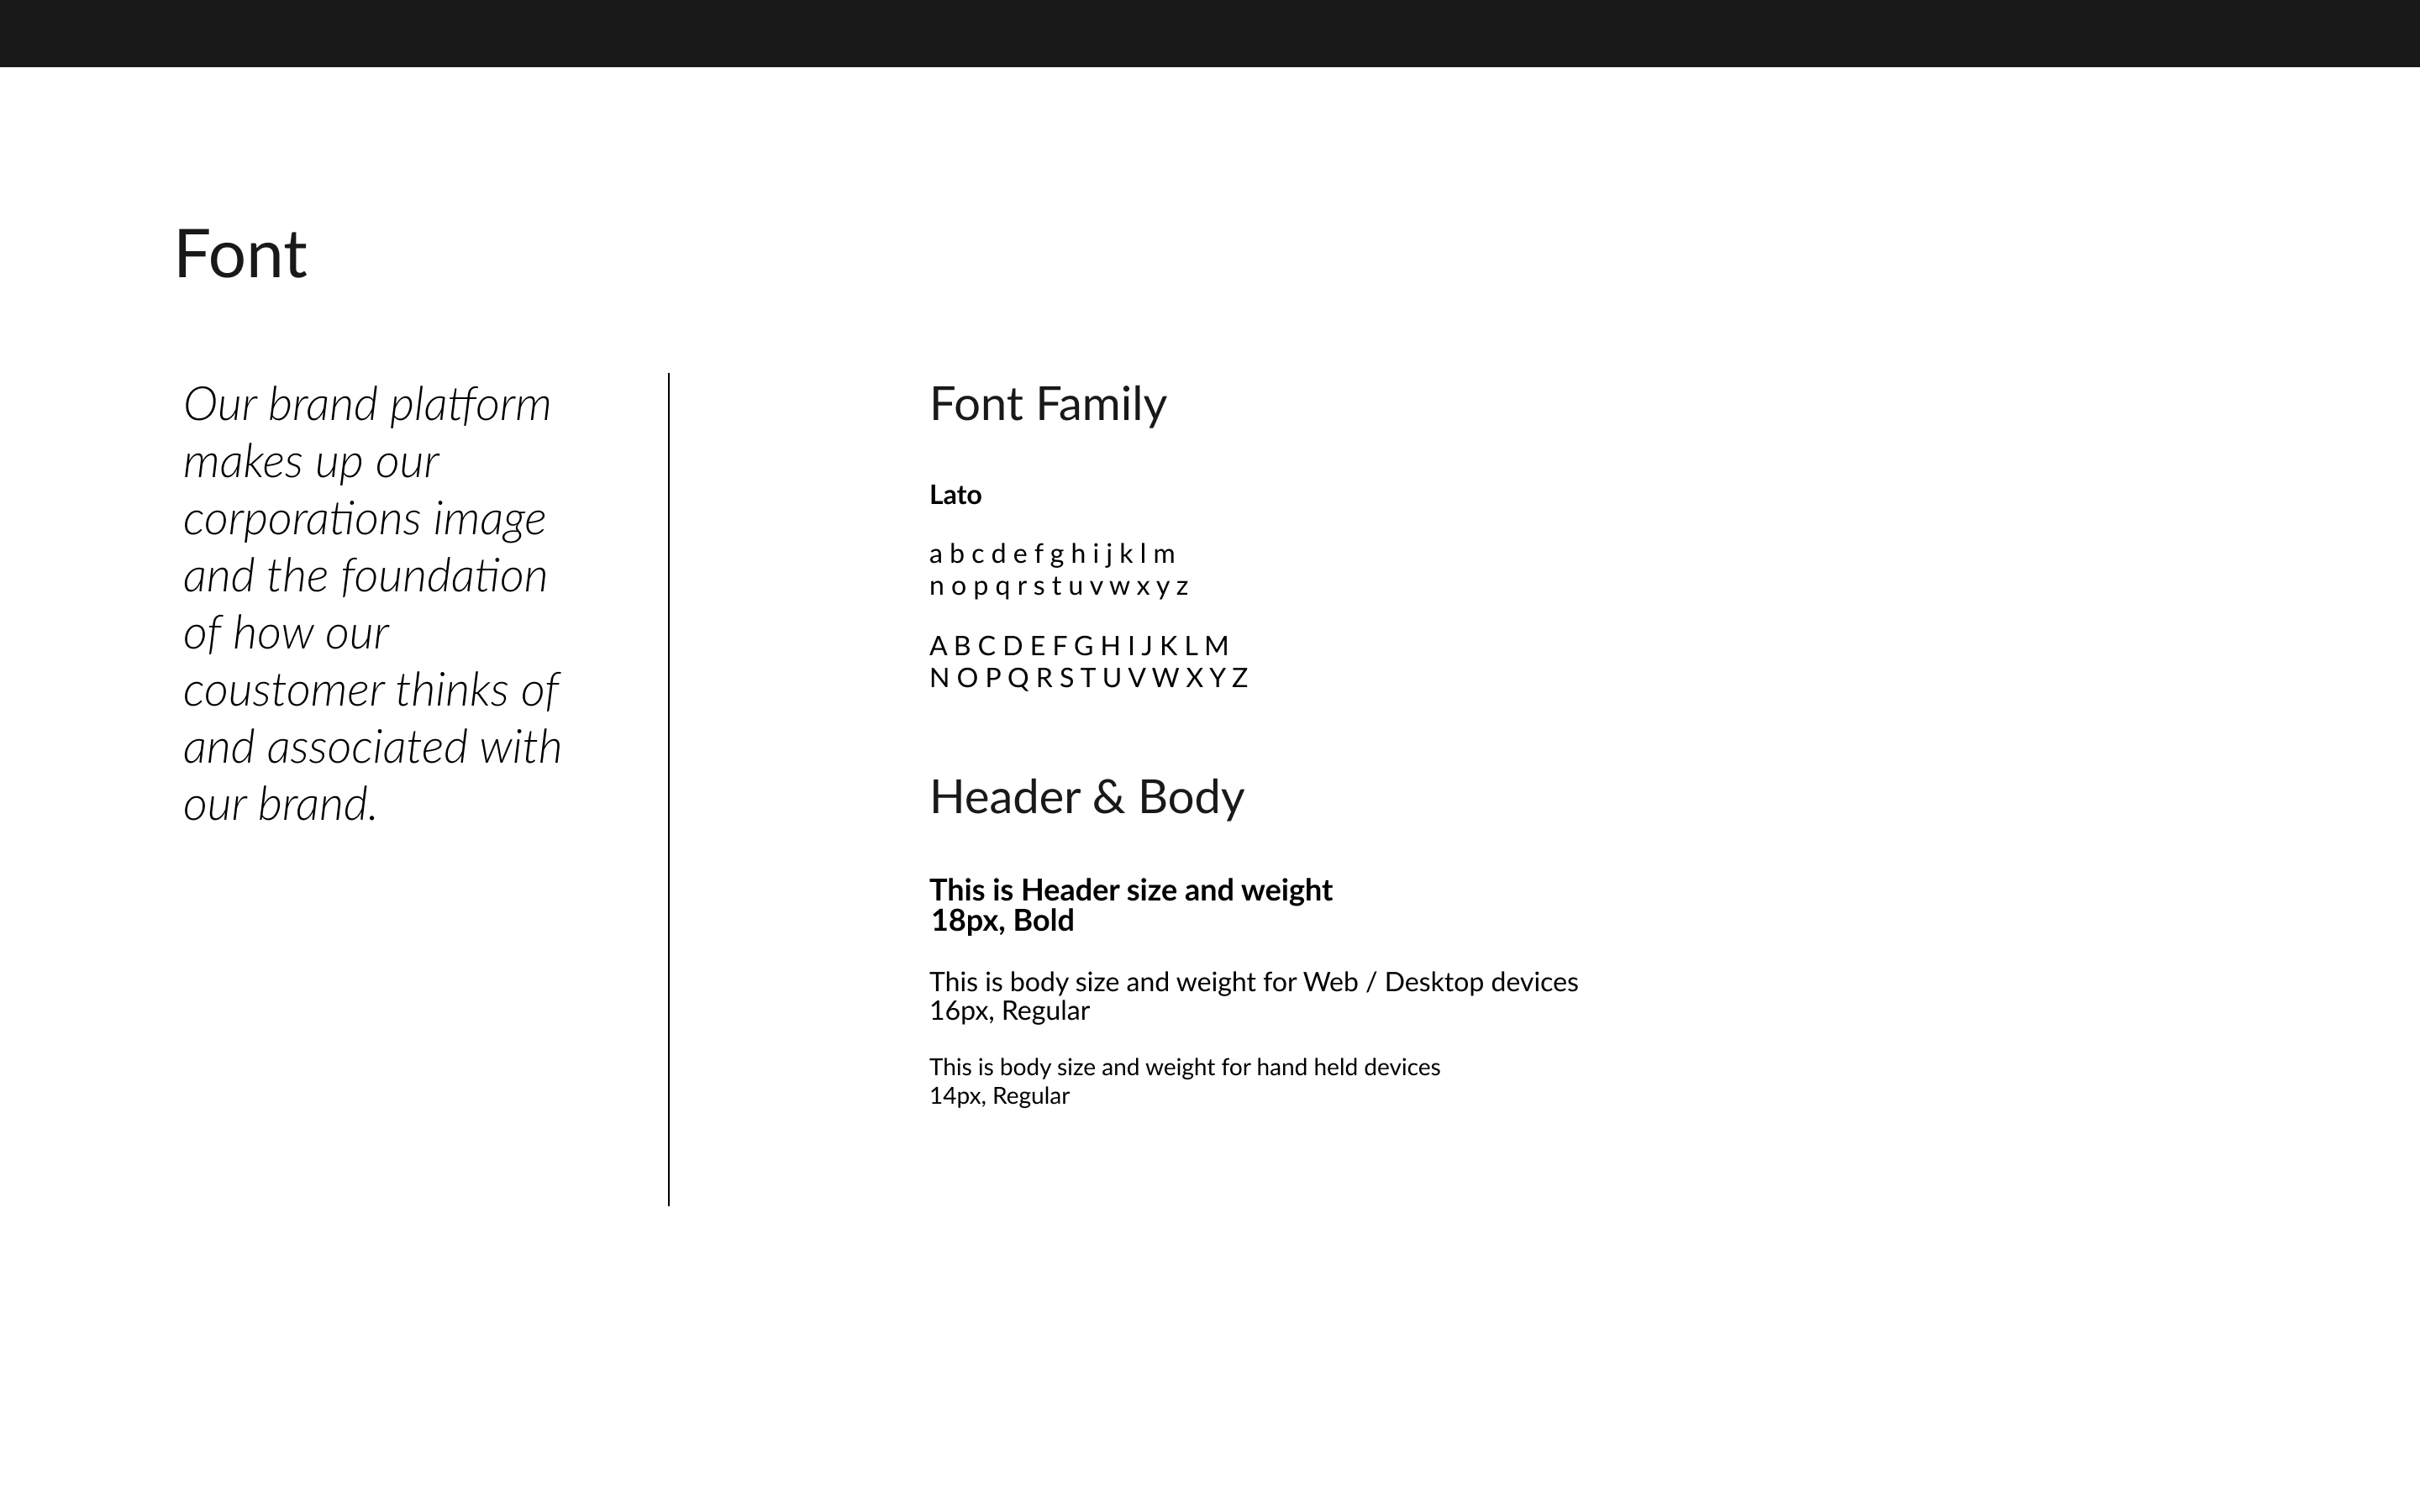 Font
Our brand platform
makes up our
corporations image
and the foundation
of how our
coustomer thinks of
and associated with
our brand.
Font Family
Lato
a b c d e f g h i j k l m
n o p q r s t u v w x y z
A B C D E F G H I J K L M
N O P Q R S T U V W X Y Z
Header & Body
This is Header size and weight
18px, Bold
This is body size and weight for Web / Desktop devices
16px, Regular
This is body size and weight for hand held devices
14px, Regular